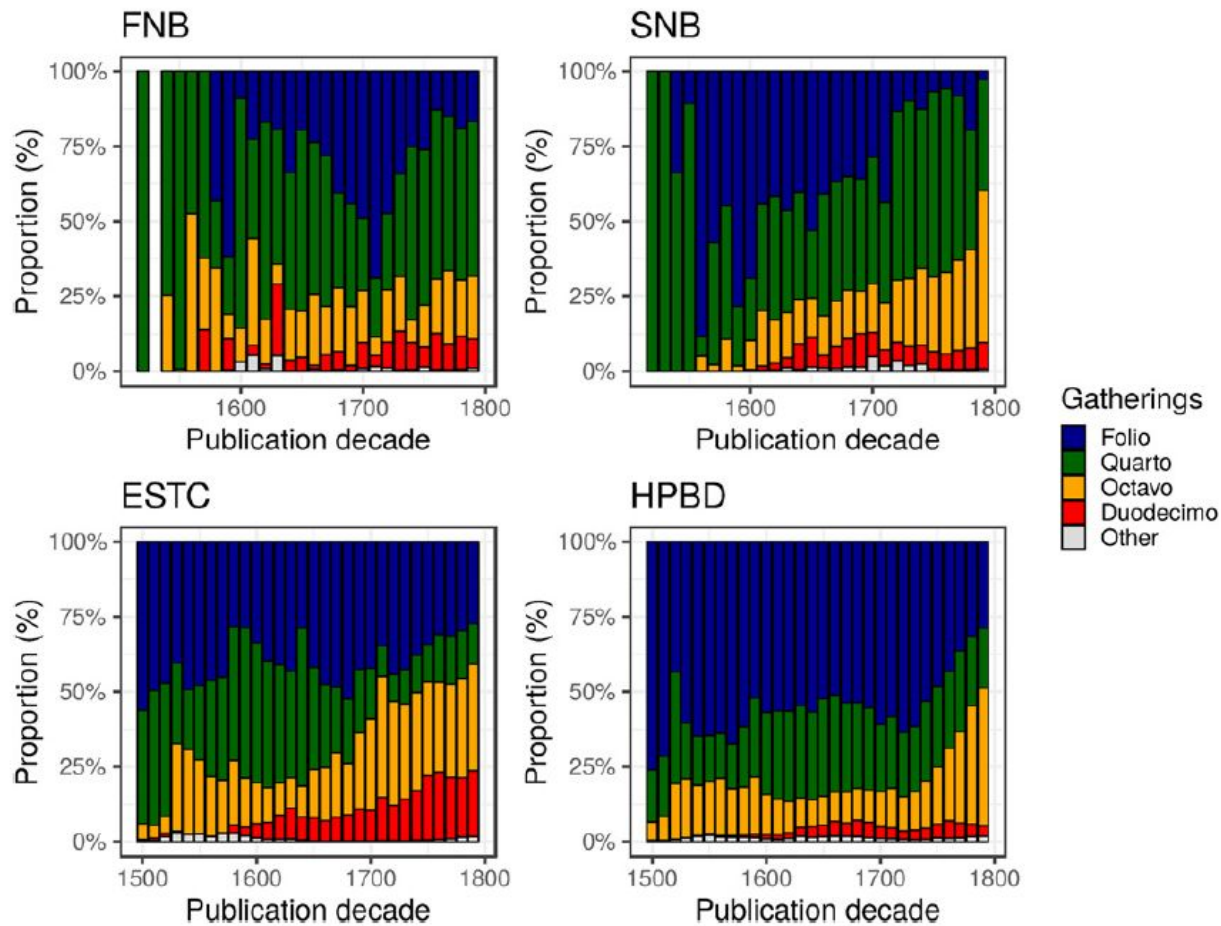 FNB
SNB
100%
75%
50%
25%
0%
Proportion (%)
1600
1700
1800
Publication decade
100%
75%
50%
25%
0%
Proportion (%)
1600
1700
1800
Publication decade
Gatherings
Folio
Quarto
Octavo
Duodecimo
Other
ESTC
HPBD
100%
75%
50%
25%
0%
Proportion (%)
1500
1600
1700
1800
Publication decade
100%
75%
50%
25%
0%
Proportion (%)
1500
1600
1700
1800
Publication decade